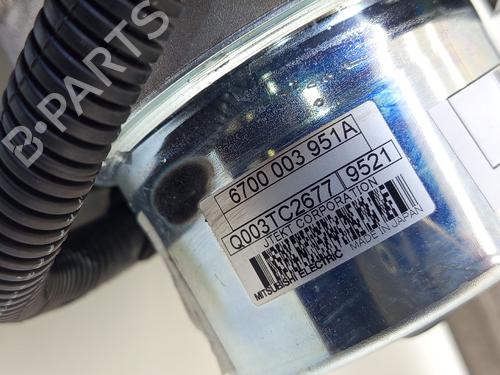 B-PARTS
6700 003 951A
Q003TC2677 9521
JTEKT CORPORATION
MITSUBISHI ELECTRIC MADE IN JAPAN